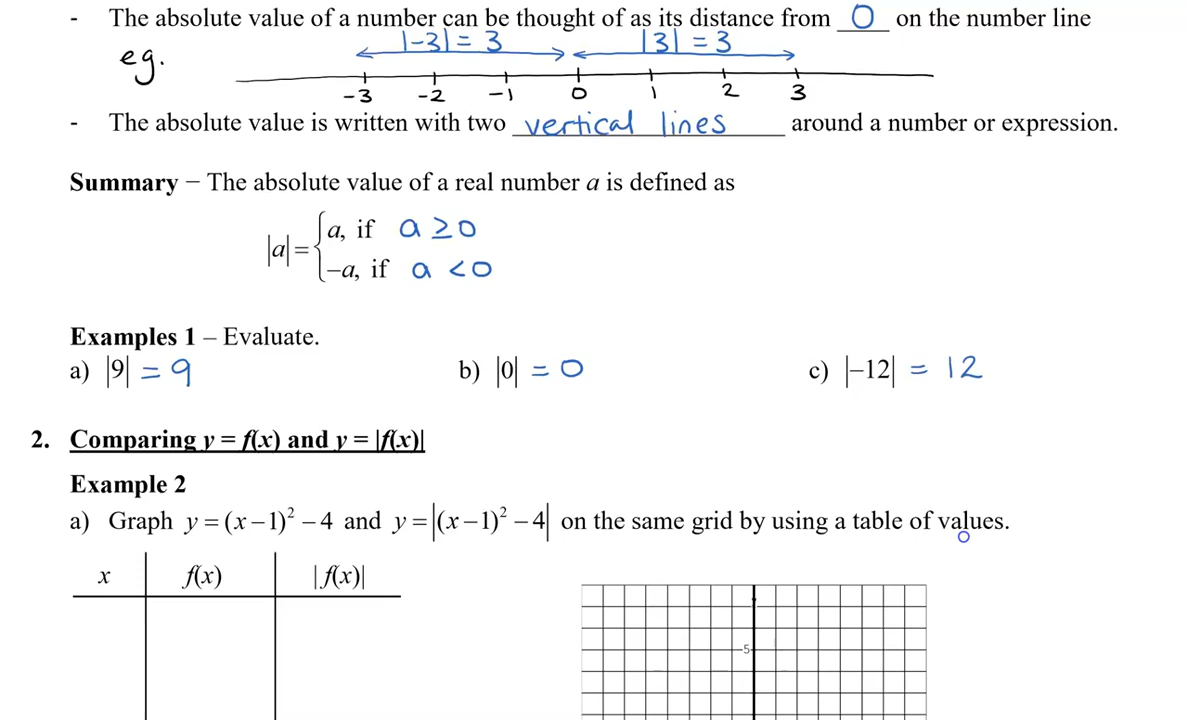 - The absolute value of a number can be thought of as its distance from 0 on the number line
|-3| = 3 |3| = 3
eg.
-3 -2 -1 0 1 2 3
- The absolute value is written with two vertical lines around a number or expression.
Summary – The absolute value of a real number a is defined as
|a| = { a, if a ≥ 0
-a, if a < 0
Examples 1 – Evaluate.
a) |9| = 9 b) |0| = 0 c) |-12| = 12
2. Comparing y = f(x) and y = |f(x)|
Example 2
a) Graph y = (x-1)² - 4 and y = |(x-1)² - 4| on the same grid by using a table of values.
x f(x) |f(x)|
5